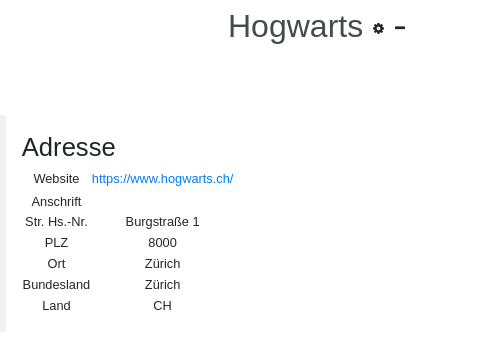 Hogwarts
Adresse
Website https://www.hogwarts.ch/
Anschrift
Str. Hs.-Nr. Burgstraße 1
PLZ 8000
Ort Zürich
Bundesland Zürich
Land CH